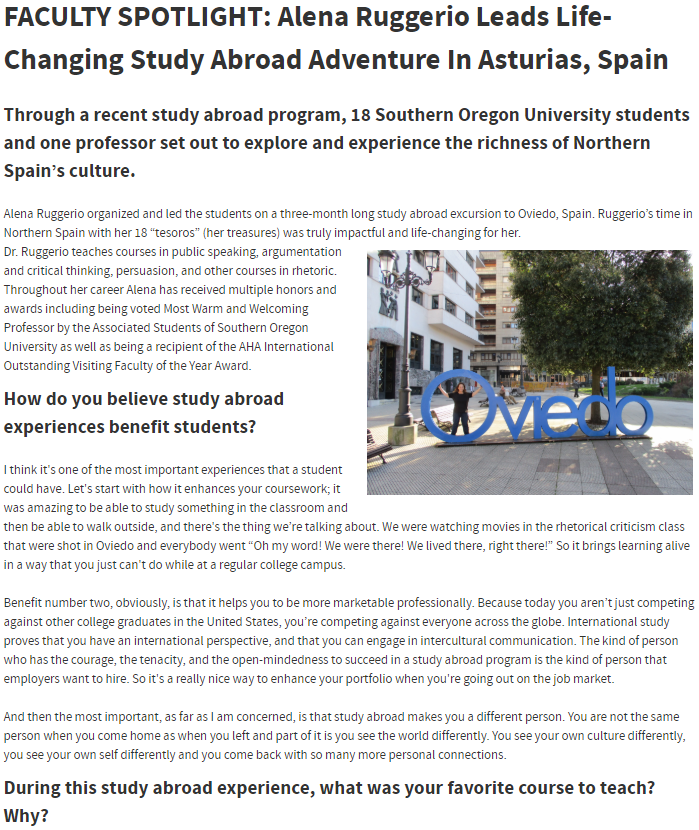 FACULTY SPOTLIGHT: Alena Ruggerio Leads Life-
Changing Study Abroad Adventure In Asturias, Spain
Through a recent study abroad program, 18 Southern Oregon University students
and one professor set out to explore and experience the richness of Northern
Spain’s culture.
Alena Ruggerio organized and led the students on a three-month long study abroad excursion to Oviedo, Spain. Ruggerio’s time in
Northern Spain with her 18 “tesoros” (her treasures) was truly impactful and life-changing for her.
Dr. Ruggerio teaches courses in public speaking, argumentation
and critical thinking, persuasion, and other courses in rhetoric.
Throughout her career Alena has received multiple honors and
awards including being voted Most Warm and Welcoming
Professor by the Associated Students of Southern Oregon
University as well as being a recipient of the AHA International
Outstanding Visiting Faculty of the Year Award.
Oviedo
How do you believe study abroad
experiences benefit students?
I think it’s one of the most important experiences that a student
could have. Let’s start with how it enhances your coursework; it
was amazing to be able to study something in the classroom and
then be able to walk outside, and there’s the thing we’re talking about. We were watching movies in the rhetorical criticism class
that were shot in Oviedo and everybody went “Oh my word! We were there! We lived there, right there!” So it brings learning alive
in a way that you just can’t do while at a regular college campus.
Benefit number two, obviously, is that it helps you to be more marketable professionally. Because today you aren’t just competing
against other college graduates in the United States, you’re competing against everyone across the globe. International study
proves that you have an international perspective, and that you can engage in intercultural communication. The kind of person
who has the courage, the tenacity, and the open-mindedness to succeed in a study abroad program is the kind of person that
employers want to hire. So it’s a really nice way to enhance your portfolio when you’re going out on the job market.
And then the most important, as far as I am concerned, is that study abroad makes you a different person. You are not the same
person when you come home as when you left and part of it is you see the world differently. You see your own culture differently,
you see your own self differently and you come back with so many more personal connections.
During this study abroad experience, what was your favorite course to teach?
Why?